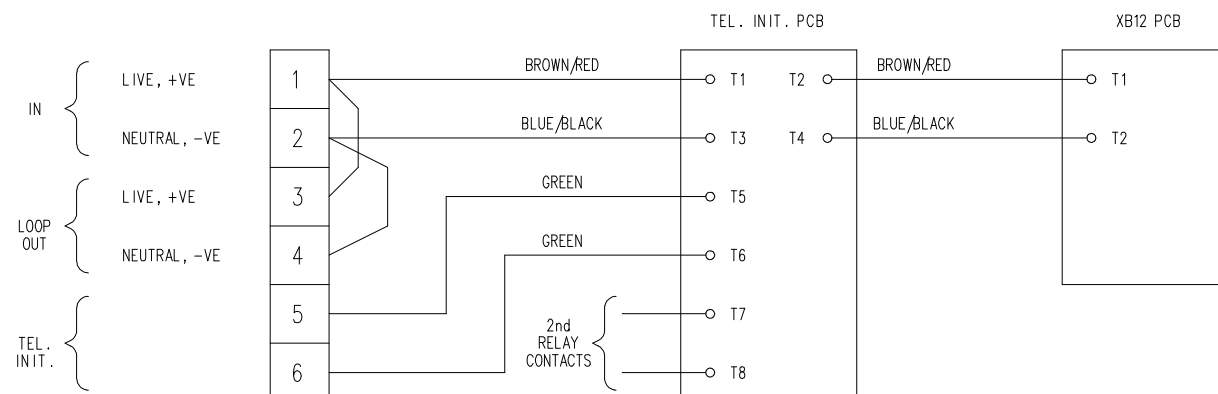 TEL. INIT. PCB
XB12 PCB
IN
LIVE, +VE
NEUTRAL, -VE
LOOP
OUT
LIVE, +VE
NEUTRAL, -VE
TEL.
INIT.
1
2
3
4
5
6
BROWN/RED
BLUE/BLACK
GREEN
GREEN
2nd
RELAY
CONTACTS
T1
T2
T3
T4
T5
T6
T7
T8
BROWN/RED
BLUE/BLACK
T1
T2